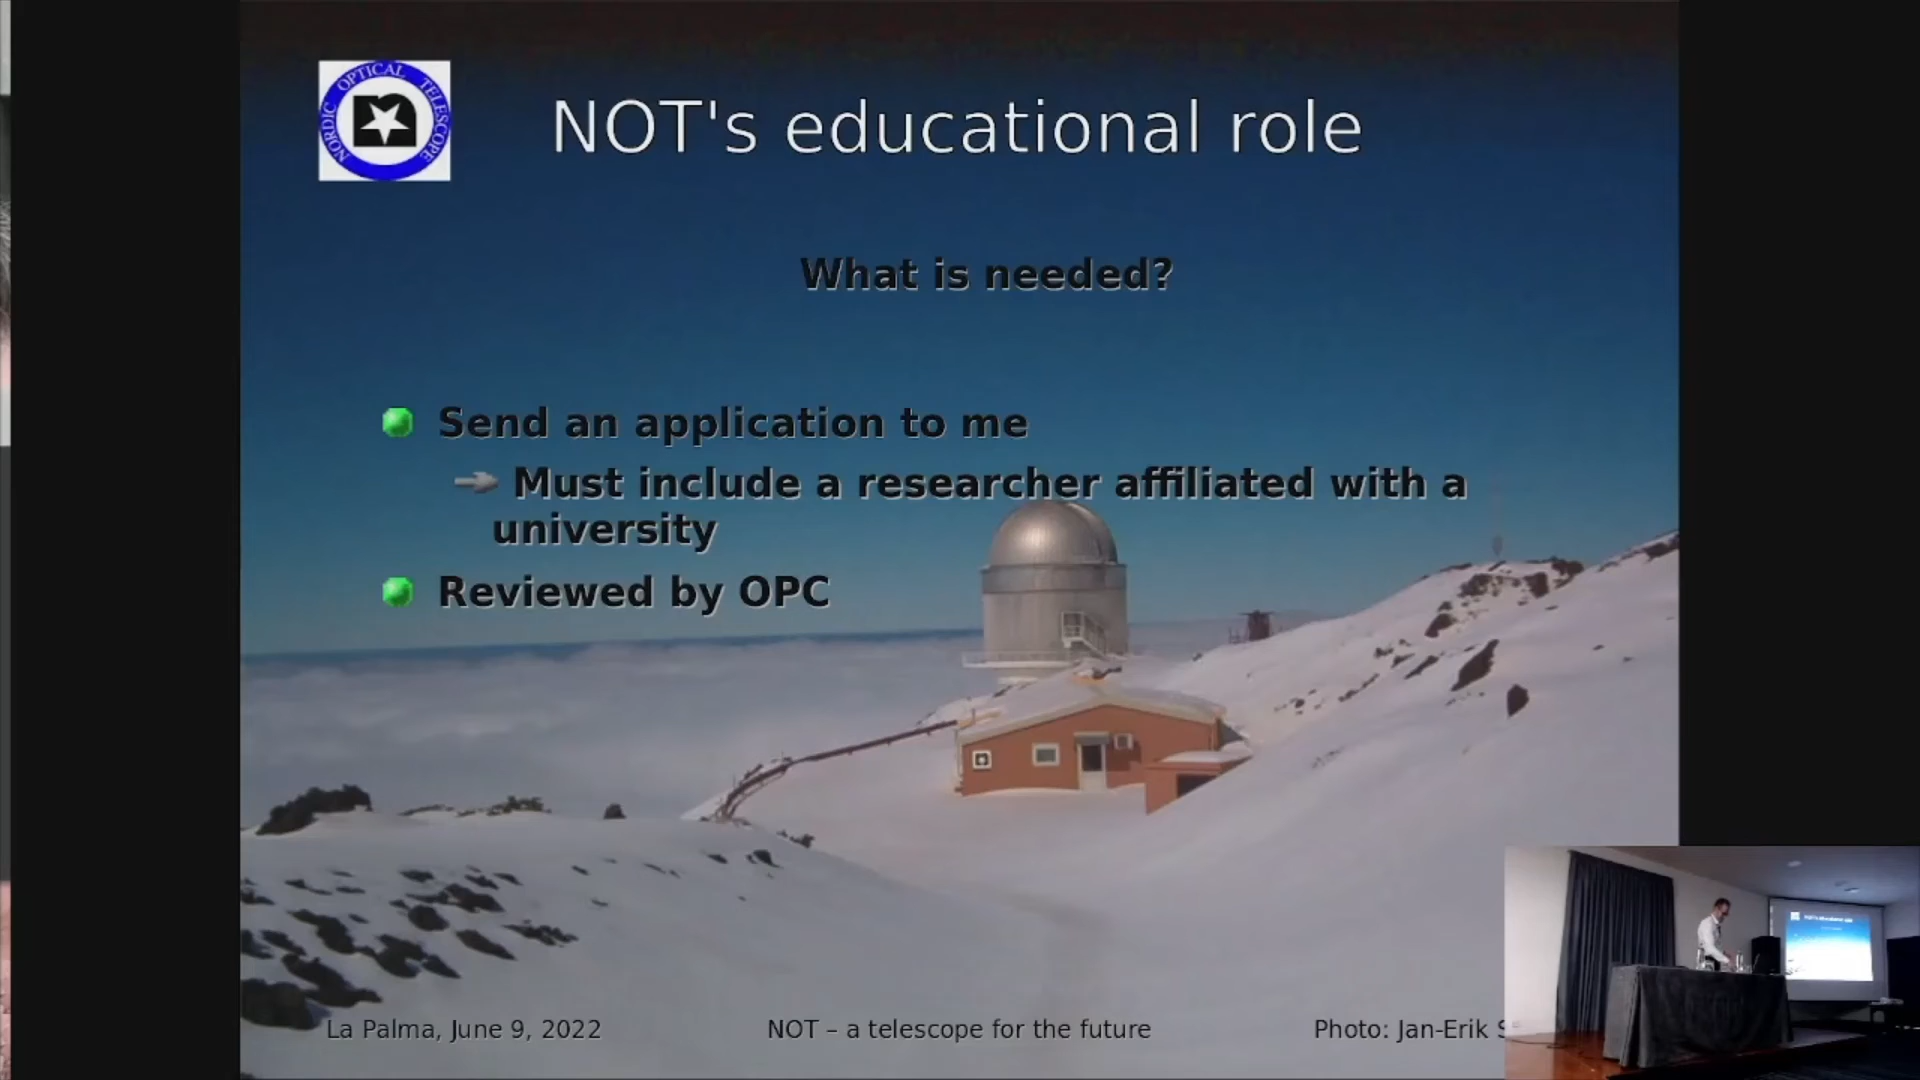 NORDIC OPTICAL TELESCOPE
NOT's educational role
What is needed?
Send an application to me
Must include a researcher affiliated with a
university
Reviewed by OPC
La Palma, June 9, 2022
NOT – a telescope for the future
Photo: Jan-Erik S